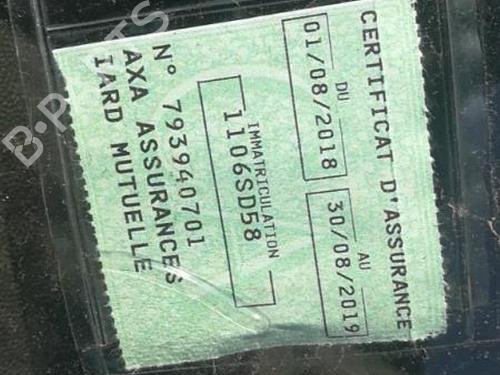 CERTIFICAT D'ASSURANCE
DU
AU
01/08/2018
30/08/2019
IMMATRICULATION
1106SD58
N° 793940701
AXA ASSURANCES
IARD MUTUELLE
B-PARTS